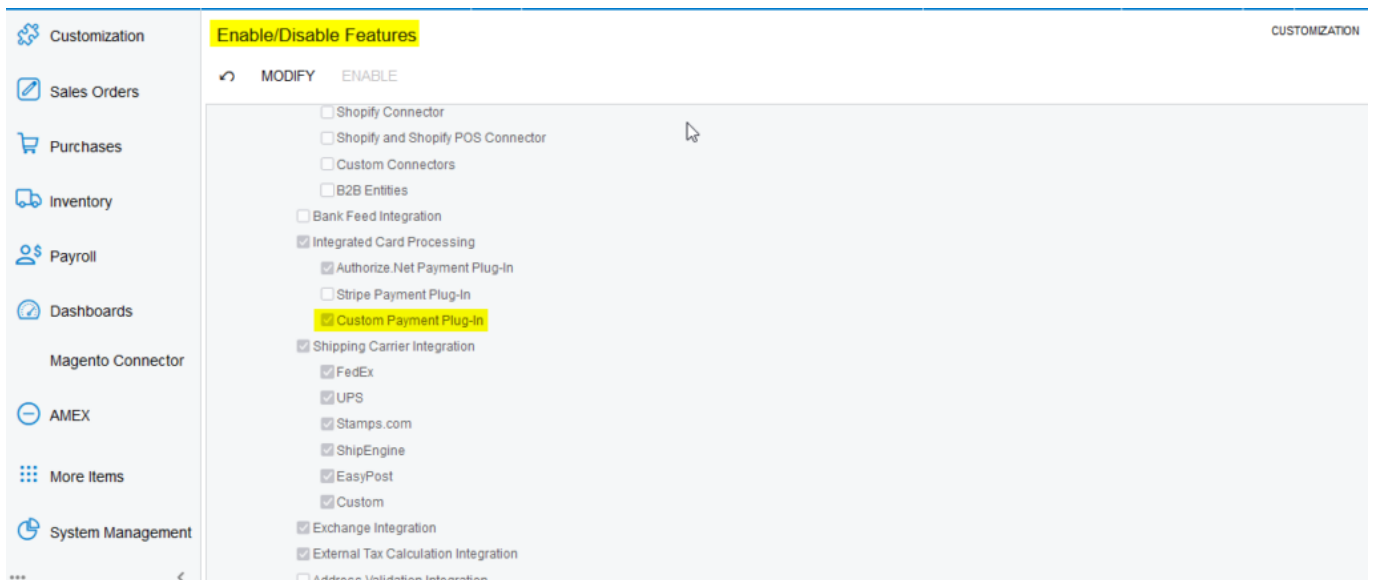 Customization
Sales Orders
Purchases
Inventory
Payroll
Dashboards
Magento Connector
AMEX
More Items
System Management
Enable/Disable Features
CUSTOMIZATION
MODIFY ENABLE
Shopify Connector
Shopify and Shopify POS Connector
Custom Connectors
B2B Entities
Bank Feed Integration
Integrated Card Processing
Authorize.Net Payment Plug-In
Stripe Payment Plug-In
Custom Payment Plug-In
Shipping Carrier Integration
FedEx
UPS
Stamps.com
ShipEngine
EasyPost
Custom
Exchange Integration
External Tax Calculation Integration
Address Validation Integration